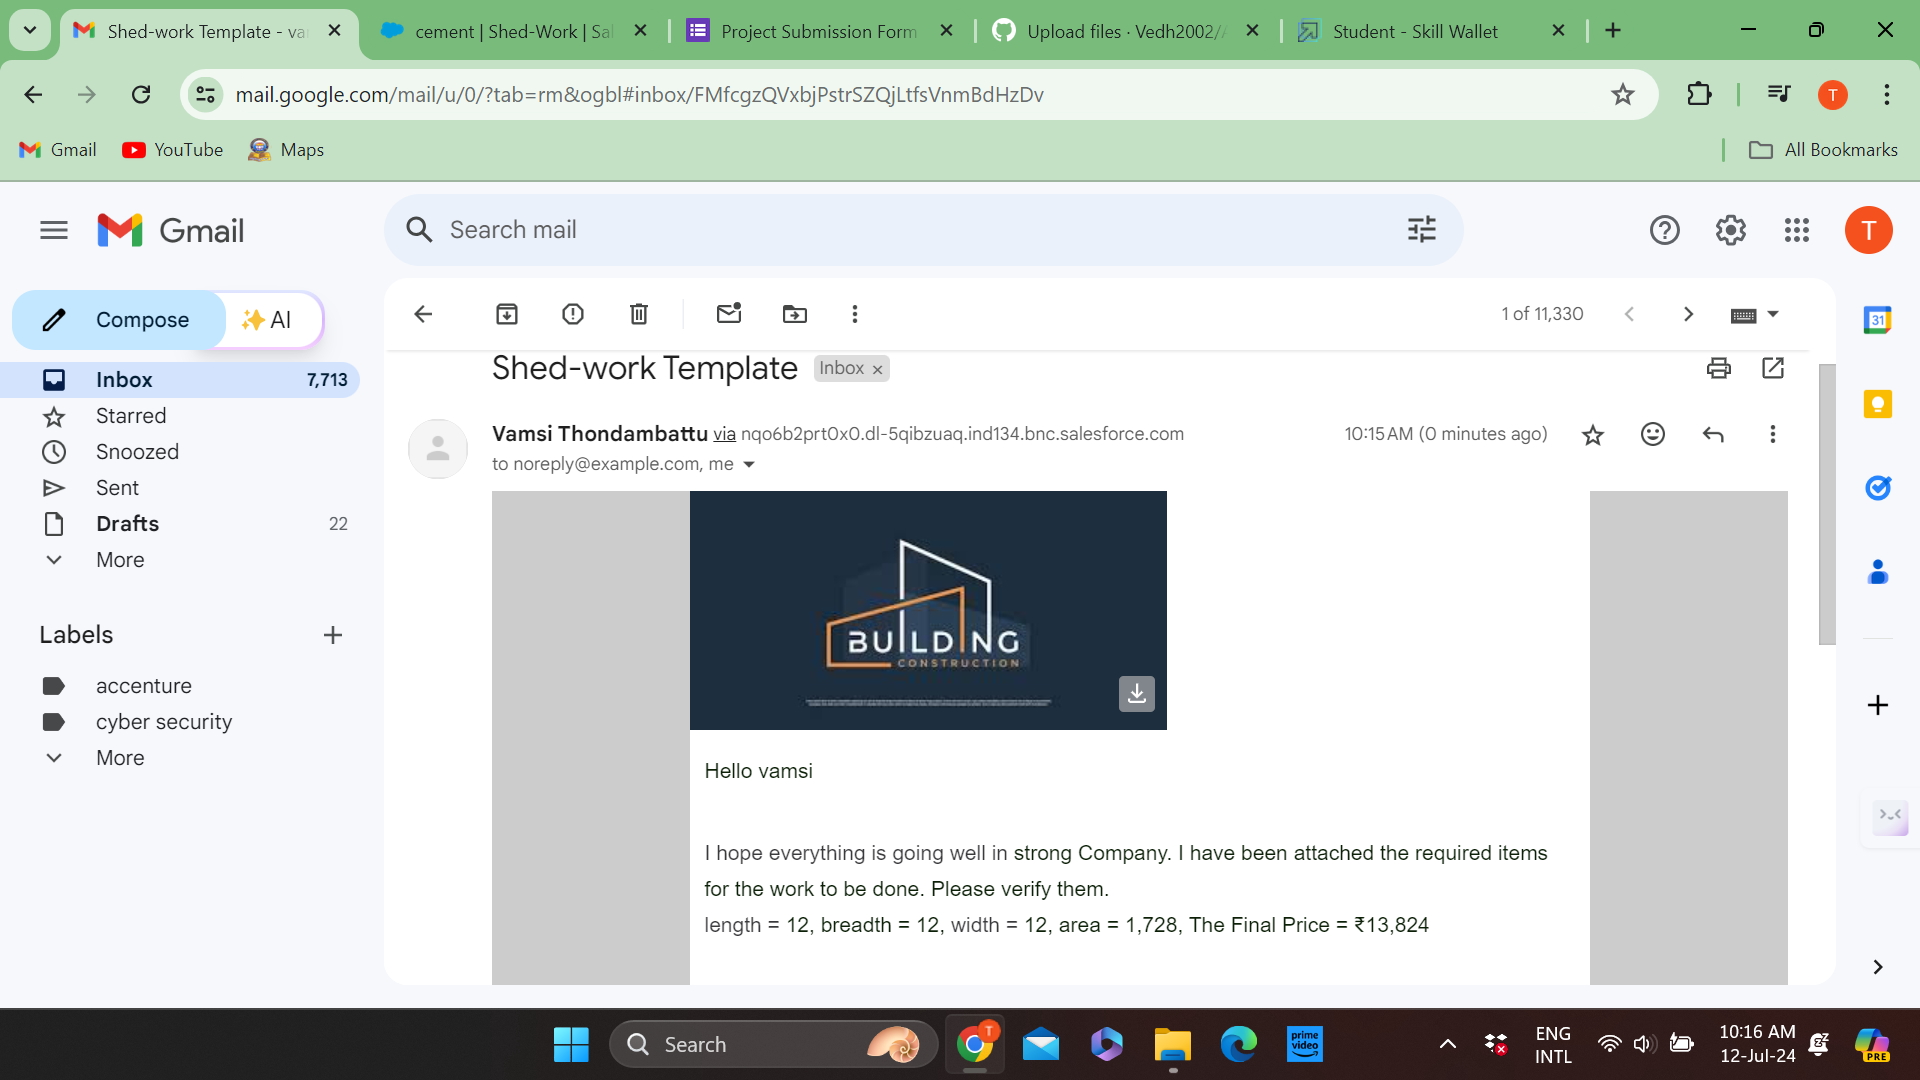 Shed-work Template - va
cement | Shed-Work | Sal
Project Submission Form
Upload files · Vedh2002/
Student - Skill Wallet
mail.google.com/mail/u/0/?tab=rm&ogbl#inbox/FMfcgzQVxbjPstrSZQjLtfsVnmBdHzDv
T
Gmail
YouTube
Maps
All Bookmarks
Gmail
Search mail
T
Compose
AI
1 of 11,330
Inbox 7,713
Starred
Snoozed
Sent
Drafts 22
More
Labels
accenture
cyber security
More
Shed-work Template
Inbox ×
Vamsi Thondambattu via nqo6b2prt0x0.dl-5qibzuaq.ind134.bnc.salesforce.com
10:15 AM (0 minutes ago)
to noreply@example.com, me
BUILDING
CONSTRUCTION
Hello vamsi
I hope everything is going well in strong Company. I have been attached the required items
for the work to be done. Please verify them.
length = 12, breadth = 12, width = 12, area = 1,728, The Final Price = ₹13,824
31
Search
T
prime
video
ENG
INTL
10:16 AM
12-Jul-24
PRE